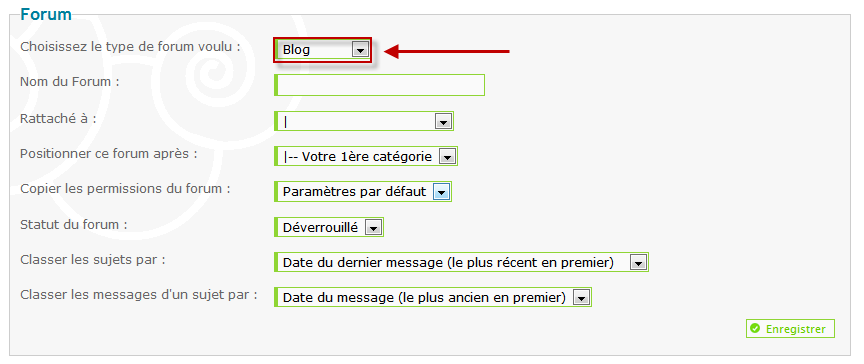 Forum
Choisissez le type de forum voulu : Blog
Nom du Forum :
Rattaché à : |
Positionner ce forum après : |-- Votre 1ère catégorie
Copier les permissions du forum : Paramètres par défaut
Statut du forum : Déverrouillé
Classer les sujets par : Date du dernier message (le plus récent en premier)
Classer les messages d'un sujet par : Date du message (le plus ancien en premier)
Enregistrer